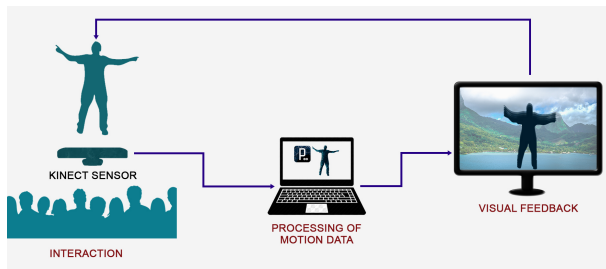 KINECT SENSOR
INTERACTION
P
PROCESSING OF
MOTION DATA
VISUAL FEEDBACK